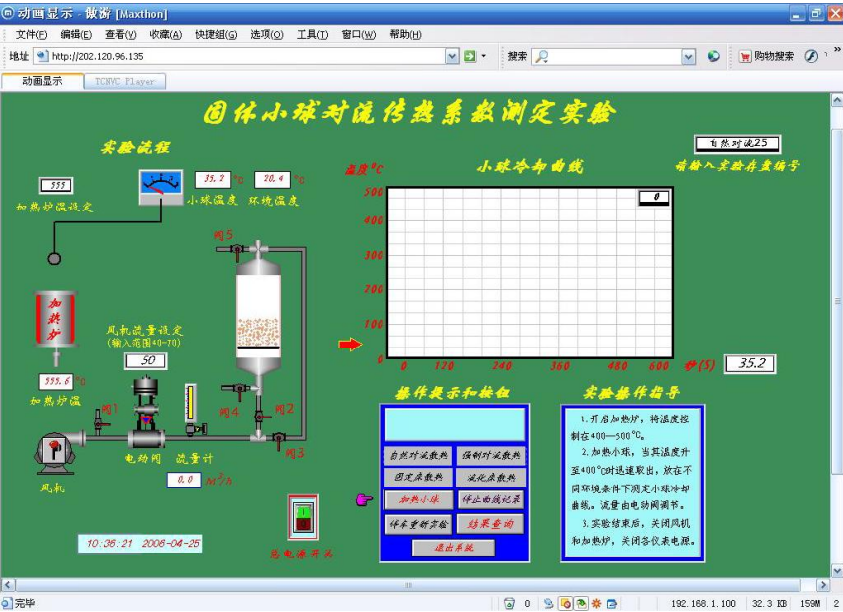 动画显示 - 傲游 [Maxthon]
文件(F) 编辑(E) 查看(V) 收藏(A) 快捷组(G) 选项(O) 工具(T) 窗口(W) 帮助(H)
地址 http://202.120.96.135 搜索 购物搜索
动画显示 TCNVC Player
固体小球对流传热系数测定实验
实验流程
自然对流25
请输入实验存盘编号
555
加热炉温设定
35.2 °C 20.4 °C
小球温度 环境温度
温度°C 小球冷却曲线
0
500
400
300
200
100
0
0 120 240 360 480 600 秒(S) 35.2
阀5
加热炉
风机流量设定
(输入范围40-70)
50
555.6 °C
加热炉温
阀1 阀4 阀2 阀3
电动阀 流量计
0.0 M³/h
风机
10:36:21 2006-04-25
1
0
总电源开关
操作提示和按钮
自然对流散热 强制对流散热
固定床散热 流化床散热
加热小球 停止曲线记录
停车重新实验 结果查询
退出系统
实验操作指导
1.开启加热炉，待温度控
制在400—500°C。
2.加热小球，当其温度升
至400°C时迅速取出，放在不
同环境条件下测定小球冷却
曲线。流量由电动阀调节。
3.实验结束后，关闭风机
和加热炉，关闭各仪表电源。
完毕 0 192.168.1.100 32.3 KB 159M 2